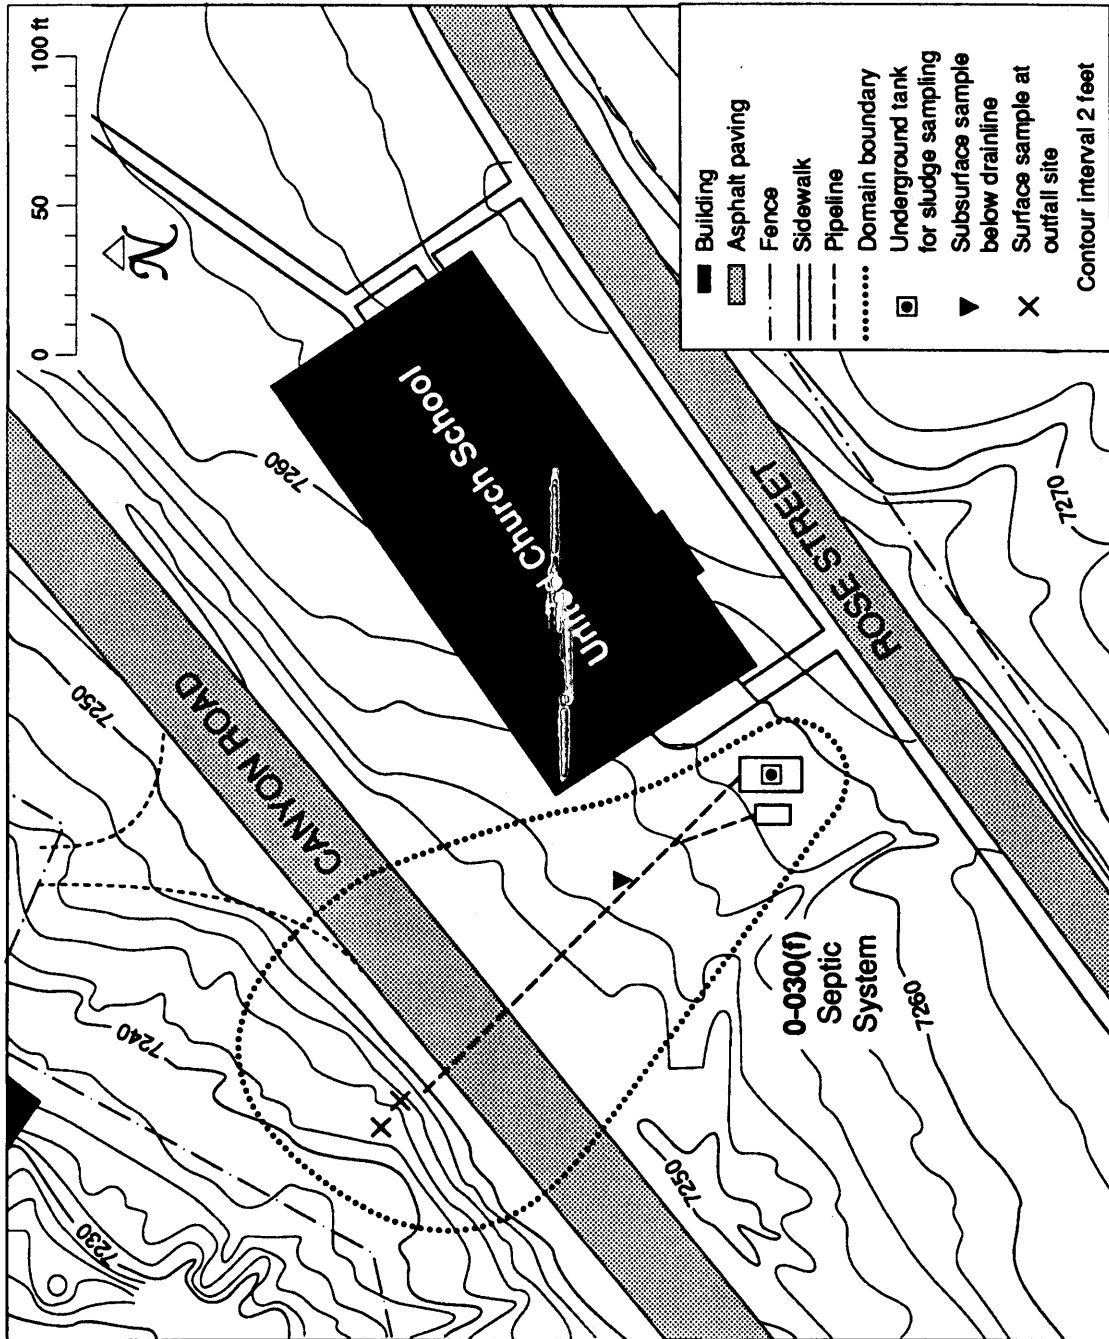 0 50 100 ft
N
CANYON ROAD
7250
7240
7230
7260
United Church School
ROSE STREET
0-030(f)
Septic
System
7260
7250
7270
Building
Asphalt paving
Fence
Sidewalk
Pipeline
Domain boundary
Underground tank
for sludge sampling
Subsurface sample
below drainline
Surface sample at
outfall site
Contour interval 2 feet